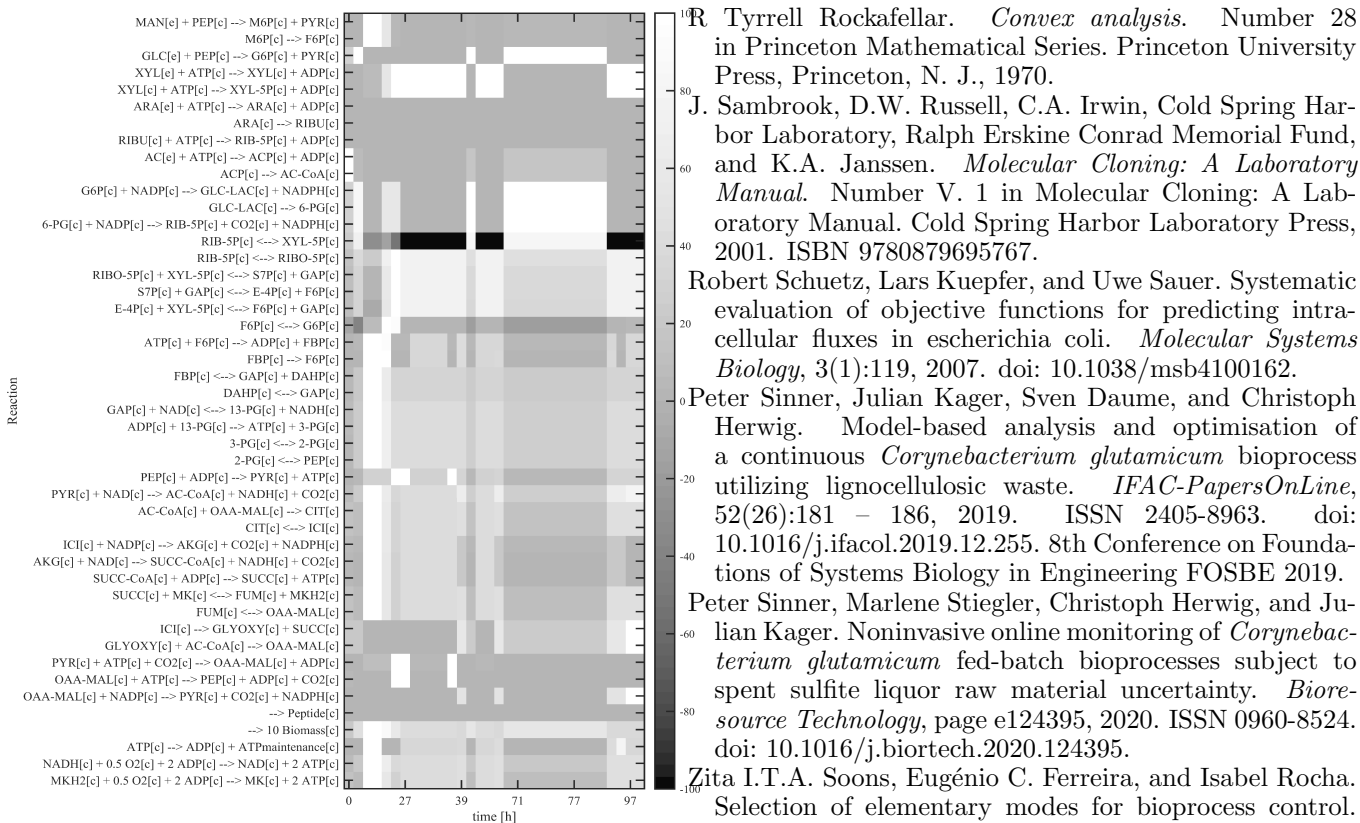 MAN[e] + PEP[c] --> M6P[c] + PYR[c]
M6P[c] --> F6P[c]
GLC[e] + PEP[c] --> G6P[c] + PYR[c]
XYL[e] + ATP[c] --> XYL[c] + ADP[c]
XYL[c] + ATP[c] --> XYL-5P[c] + ADP[c]
ARA[e] + ATP[c] --> ARA[c] + ADP[c]
ARA[c] --> RIBU[c]
RIBU[c] + ATP[c] --> RIB-5P[c] + ADP[c]
AC[e] + ATP[c] --> ACP[c] + ADP[c]
ACP[c] --> AC-CoA[c]
G6P[c] + NADP[c] --> GLC-LAC[c] + NADPH[c]
GLC-LAC[c] --> 6-PG[c]
6-PG[c] + NADP[c] --> RIB-5P[c] + CO2[c] + NADPH[c]
RIB-5P[c] <--> XYL-5P[c]
RIB-5P[c] <--> RIBO-5P[c]
RIBO-5P[c] + XYL-5P[c] <--> S7P[c] + GAP[c]
S7P[c] + GAP[c] <--> E-4P[c] + F6P[c]
E-4P[c] + XYL-5P[c] <--> F6P[c] + GAP[c]
F6P[c] <--> G6P[c]
ATP[c] + F6P[c] --> ADP[c] + FBP[c]
FBP[c] --> F6P[c]
FBP[c] <--> GAP[c] + DAHP[c]
DAHP[c] <--> GAP[c]
GAP[c] + NAD[c] <--> 13-PG[c] + NADH[c]
ADP[c] + 13-PG[c] --> ATP[c] + 3-PG[c]
3-PG[c] <--> 2-PG[c]
2-PG[c] <--> PEP[c]
PEP[c] + ADP[c] --> PYR[c] + ATP[c]
PYR[c] + NAD[c] --> AC-CoA[c] + NADH[c] + CO2[c]
AC-CoA[c] + OAA-MAL[c] --> CIT[c]
CIT[c] <--> ICI[c]
ICI[c] + NADP[c] --> AKG[c] + CO2[c] + NADPH[c]
AKG[c] + NAD[c] --> SUCC-CoA[c] + NADH[c] + CO2[c]
SUCC-CoA[c] + ADP[c] --> SUCC[c] + ATP[c]
SUCC[c] + MK[c] <--> FUM[c] + MKH2[c]
FUM[c] <--> OAA-MAL[c]
ICI[c] --> GLYOXY[c] + SUCC[c]
GLYOXY[c] + AC-CoA[c] --> OAA-MAL[c]
PYR[c] + ATP[c] + CO2[c] --> OAA-MAL[c] + ADP[c]
OAA-MAL[c] + ATP[c] --> PEP[c] + ADP[c] + CO2[c]
OAA-MAL[c] + NADP[c] --> PYR[c] + CO2[c] + NADPH[c]
--> Peptide[c]
--> 10 Biomass[c]
ATP[c] --> ADP[c] + ATPmaintenance[c]
NADH[c] + 0.5 O2[c] + 2 ADP[c] --> NAD[c] + 2 ATP[c]
MKH2[c] + 0.5 O2[c] + 2 ADP[c] --> MK[c] + 2 ATP[c]
Reaction
0 27 39 71 77 97
time [h]
80
60
40
20
0
-20
-40
-60
-80
-100
R Tyrrell Rockafellar. Convex analysis. Number 28
in Princeton Mathematical Series. Princeton University
Press, Princeton, N. J., 1970.
J. Sambrook, D.W. Russell, C.A. Irwin, Cold Spring Har-
bor Laboratory, Ralph Erskine Conrad Memorial Fund,
and K.A. Janssen. Molecular Cloning: A Laboratory
Manual. Number V. 1 in Molecular Cloning: A Lab-
oratory Manual. Cold Spring Harbor Laboratory Press,
2001. ISBN 9780879695767.
Robert Schuetz, Lars Kuepfer, and Uwe Sauer. Systematic
evaluation of objective functions for predicting intra-
cellular fluxes in escherichia coli. Molecular Systems
Biology, 3(1):119, 2007. doi: 10.1038/msb4100162.
Peter Sinner, Julian Kager, Sven Daume, and Christoph
Herwig. Model-based analysis and optimisation of
a continuous Corynebacterium glutamicum bioprocess
utilizing lignocellulosic waste. IFAC-PapersOnLine,
52(26):181 – 186, 2019. ISSN 2405-8963. doi:
10.1016/j.ifacol.2019.12.255. 8th Conference on Founda-
tions of Systems Biology in Engineering FOSBE 2019.
Peter Sinner, Marlene Stiegler, Christoph Herwig, and Ju-
lian Kager. Noninvasive online monitoring of Corynebac-
terium glutamicum fed-batch bioprocesses subject to
spent sulfite liquor raw material uncertainty. Biore-
source Technology, page e124395, 2020. ISSN 0960-8524.
doi: 10.1016/j.biortech.2020.124395.
Zita I.T.A. Soons, Eugénio C. Ferreira, and Isabel Rocha.
Selection of elementary modes for bioprocess control.